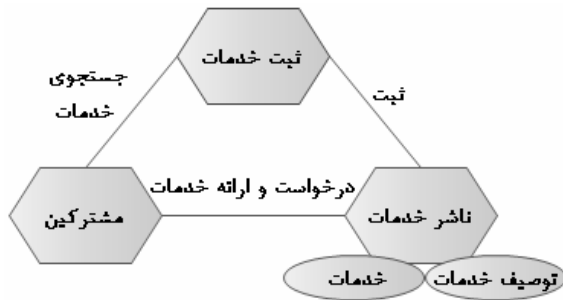 ثبت خدمات
جستجوی
خدمات
ثبت
درخواست و ارائه خدمات
مشترکین
ناشر خدمات
خدمات
توصیف خدمات